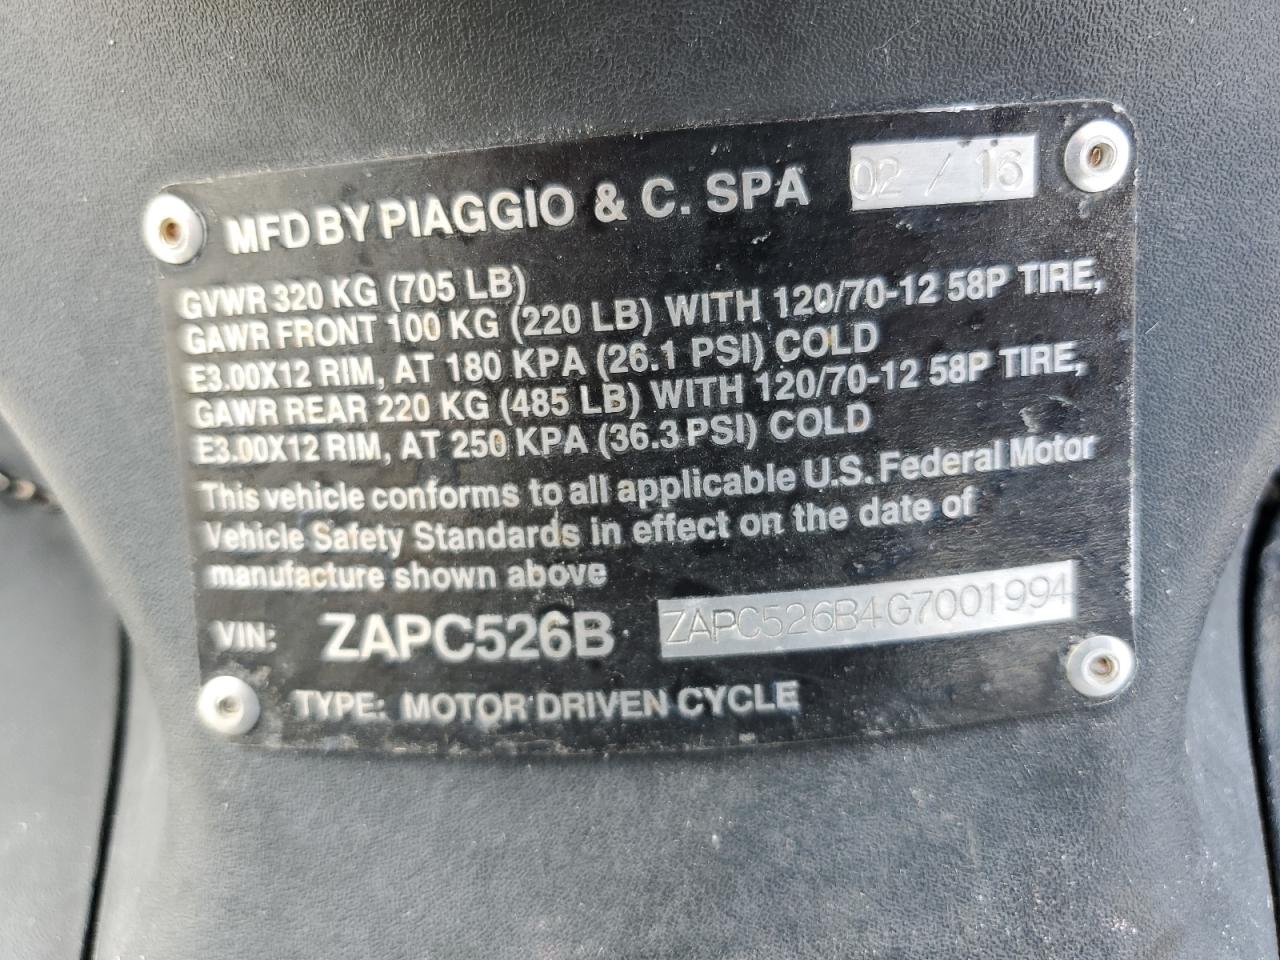 MFD BY PIAGGIO & C. SPA 02 / 16
GVWR 320 KG (705 LB)
GAWR FRONT 100 KG (220 LB) WITH 120/70-12 58P TIRE,
E3.00X12 RIM, AT 180 KPA (26.1 PSI) COLD
GAWR REAR 220 KG (485 LB) WITH 120/70-12 58P TIRE,
E3.00X12 RIM, AT 250 KPA (36.3 PSI) COLD
This vehicle conforms to all applicable U.S. Federal Motor
Vehicle Safety Standards in effect on the date of
manufacture shown above
VIN: ZAPC526B ZAPC526B4G7001994
TYPE: MOTOR DRIVEN CYCLE